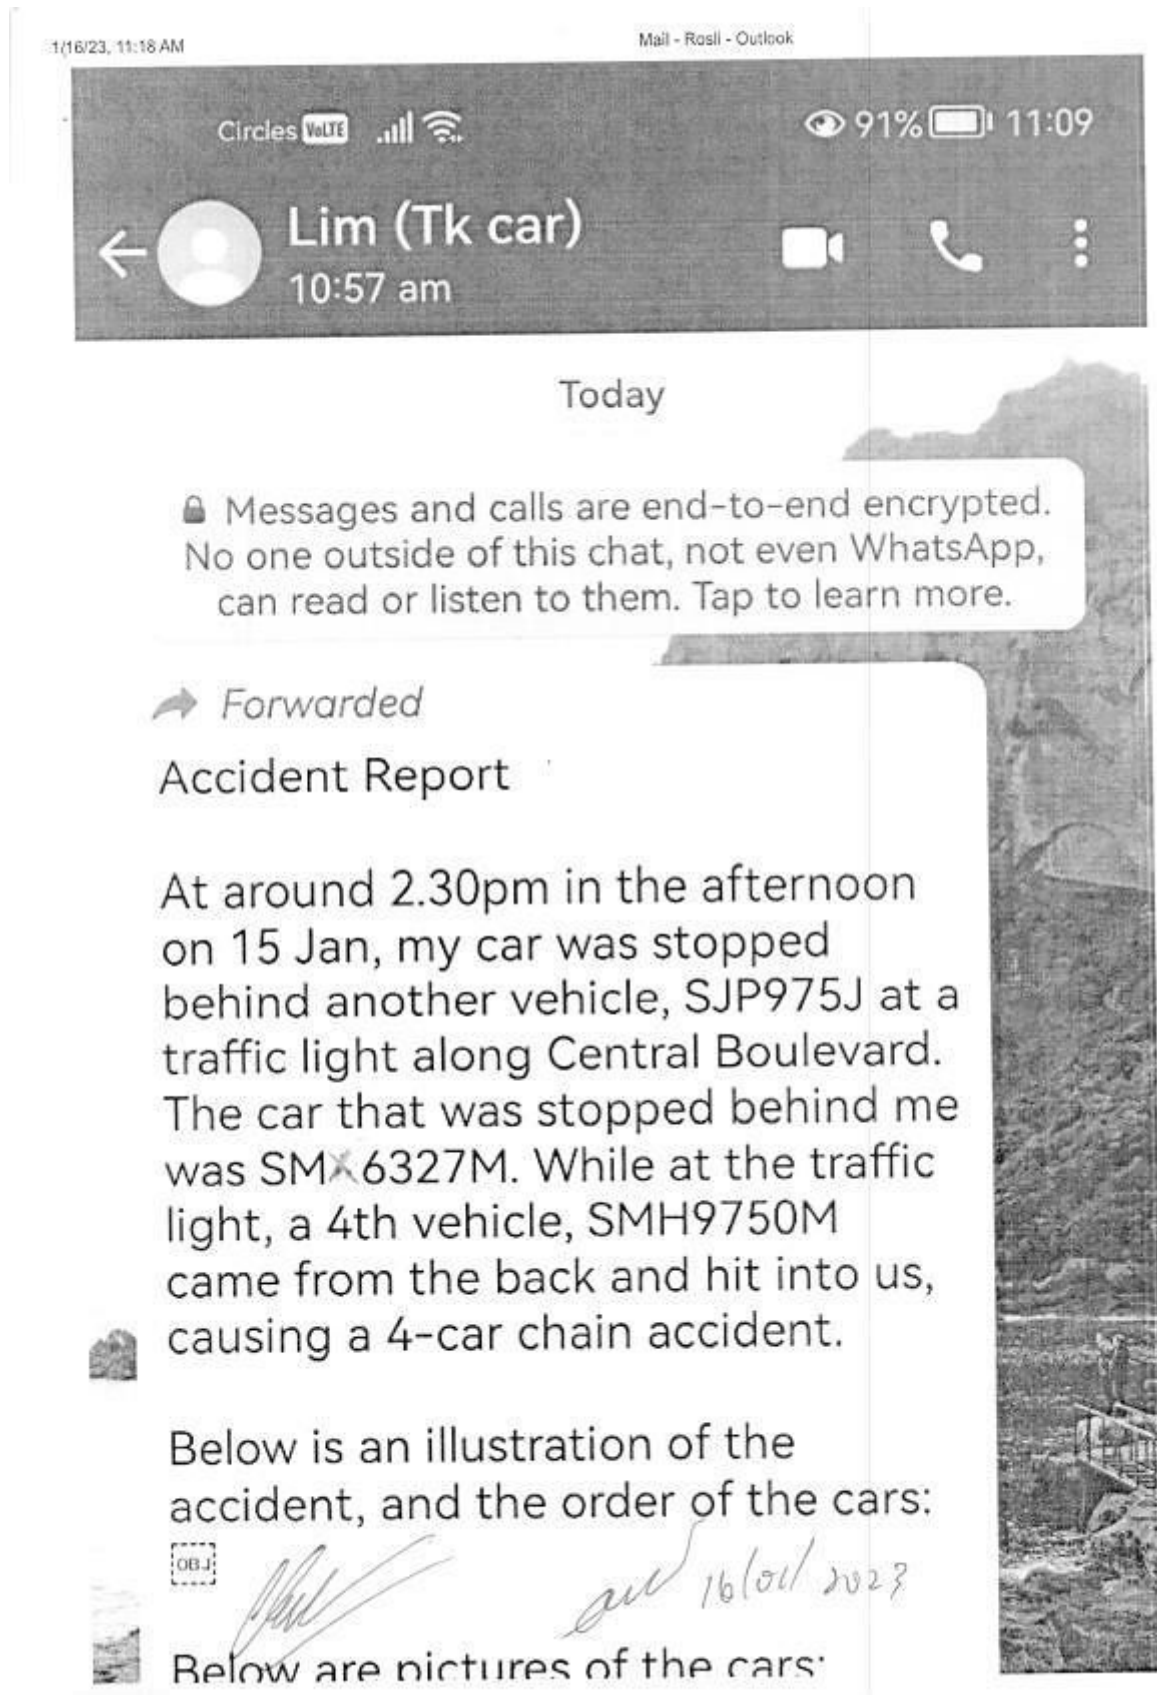 1/16/23, 11:18 AM
Mail - Rosli - Outlook
Circles VoLTE 91% 11:09
Lim (Tk car)
10:57 am
Today
Messages and calls are end-to-end encrypted.
No one outside of this chat, not even WhatsApp,
can read or listen to them. Tap to learn more.
Forwarded
Accident Report
At around 2.30pm in the afternoon
on 15 Jan, my car was stopped
behind another vehicle, SJP975J at a
traffic light along Central Boulevard.
The car that was stopped behind me
was SMX6327M. While at the traffic
light, a 4th vehicle, SMH9750M
came from the back and hit into us,
causing a 4-car chain accident.
Below is an illustration of the
accident, and the order of the cars:
OBJ
16/01/2023
Below are pictures of the cars: